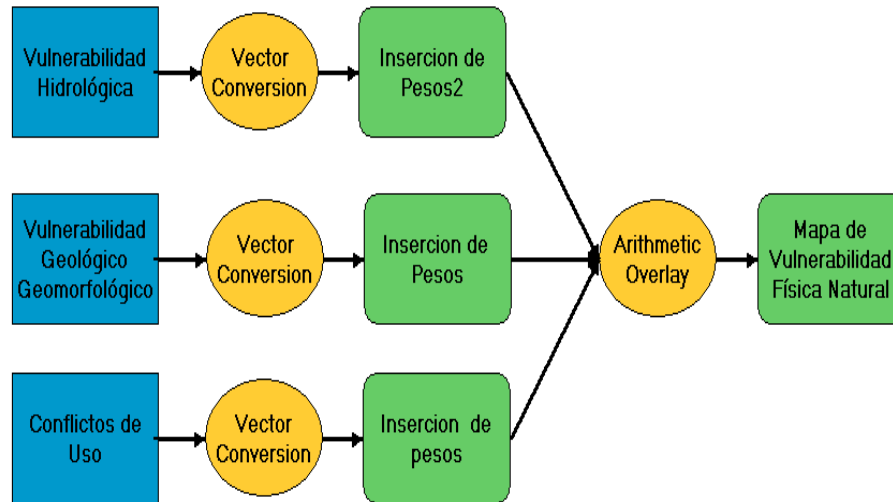 Vulnerabilidad
Hidrológica
Vector
Conversion
Insercion de
Pesos2
Vulnerabilidad
Geológico
Geomorfológico
Vector
Conversion
Insercion de
Pesos
Arithmetic
Overlay
Mapa de
Vulnerabilidad
Física Natural
Conflictos de
Uso
Vector
Conversion
Insercion de
pesos